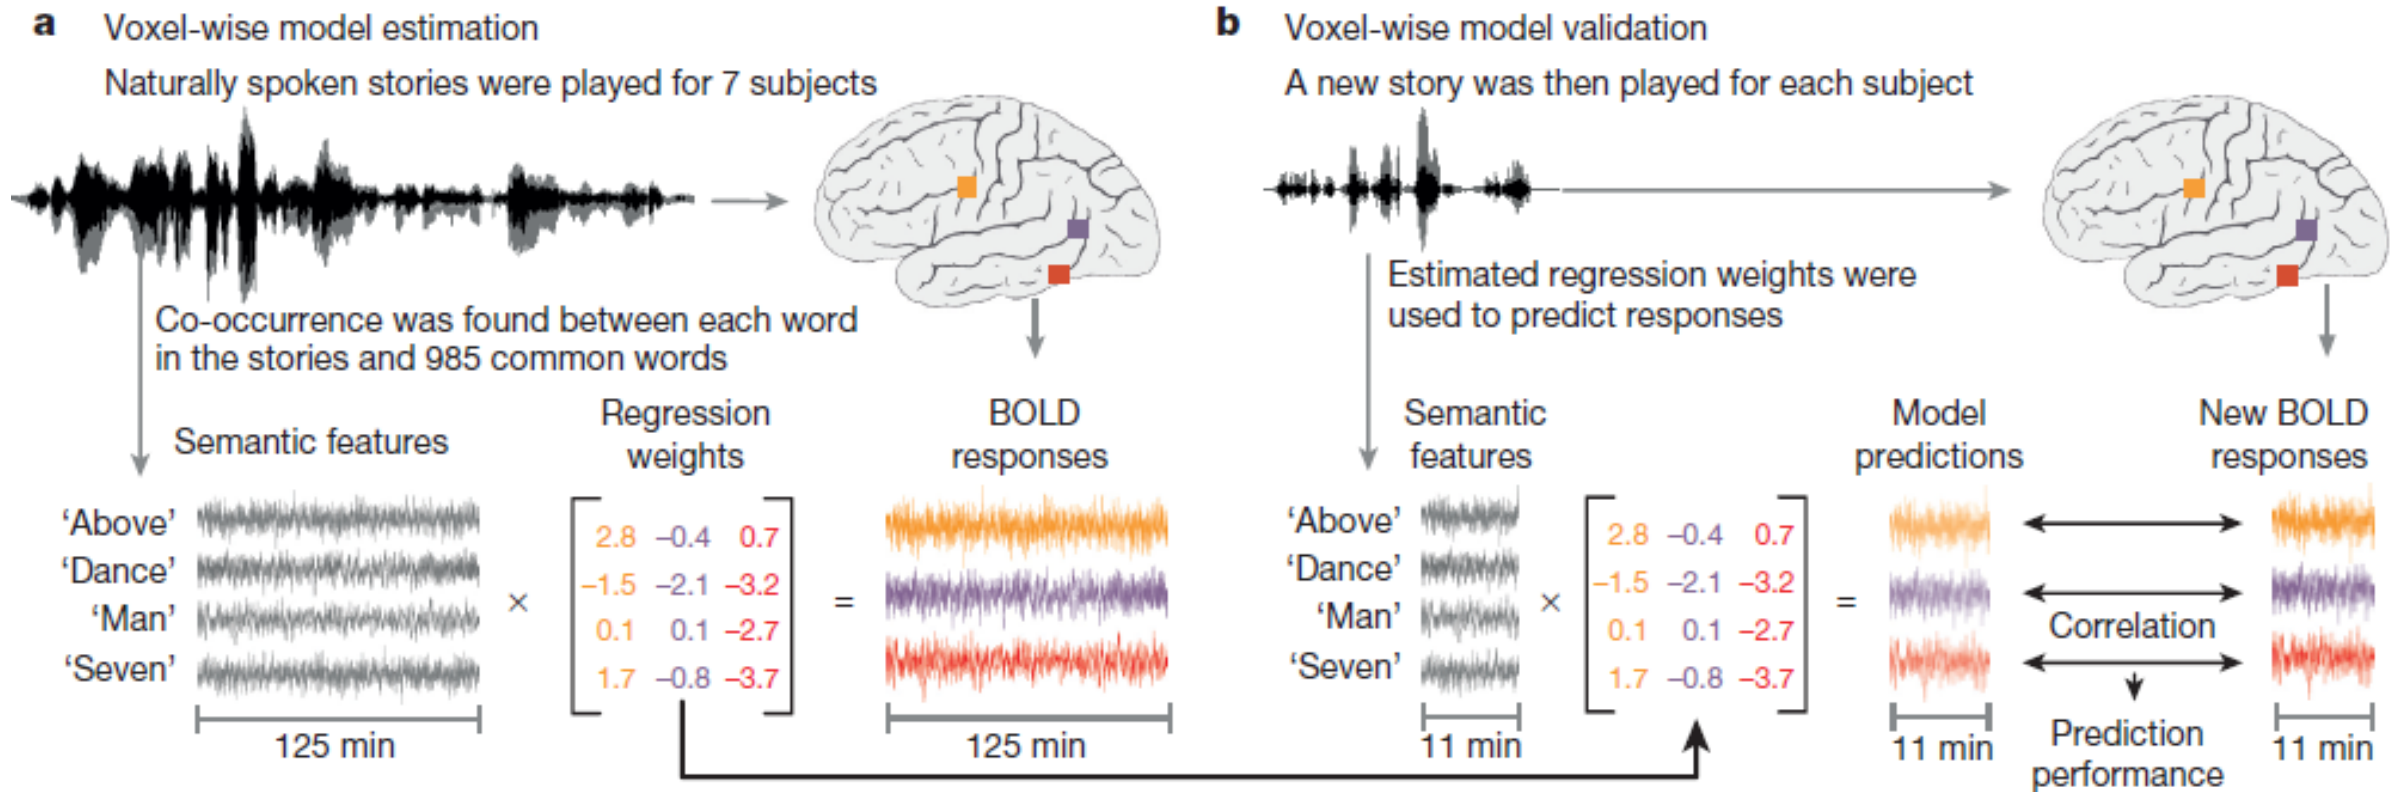 a Voxel-wise model estimation
Naturally spoken stories were played for 7 subjects
Co-occurrence was found between each word
in the stories and 985 common words
Semantic features
Regression
weights
BOLD
responses
‘Above’
‘Dance’
‘Man’
‘Seven’
×
2.8 –0.4 0.7
–1.5 –2.1 –3.2
0.1 0.1 –2.7
1.7 –0.8 –3.7
=
125 min
125 min
b Voxel-wise model validation
A new story was then played for each subject
Estimated regression weights were
used to predict responses
Semantic
features
Model
predictions
New BOLD
responses
‘Above’
‘Dance’
‘Man’
‘Seven’
×
2.8 –0.4 0.7
–1.5 –2.1 –3.2
0.1 0.1 –2.7
1.7 –0.8 –3.7
=
Correlation
Prediction
performance
11 min
11 min
11 min